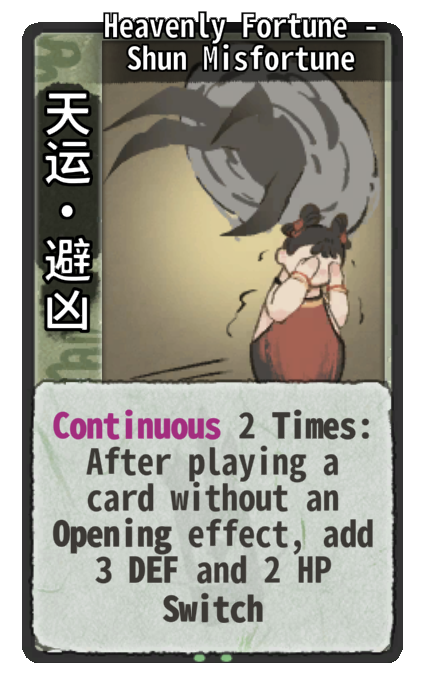 Heavenly Fortune -
Shun Misfortune
天运·避凶
Continuous 2 Times:
After playing a
card without an
Opening effect, add
3 DEF and 2 HP
Switch